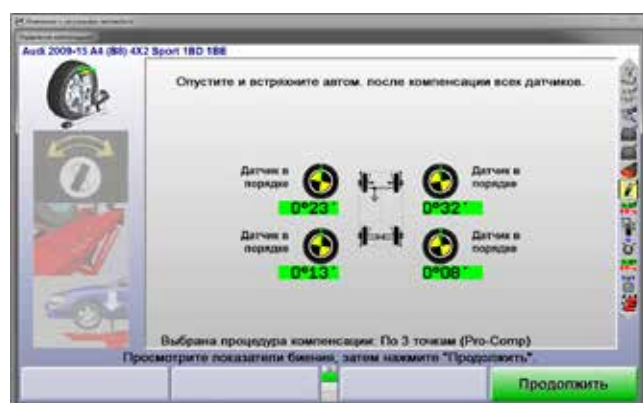 Audi 2009-15 A4 (B8) 4X2 Sport 1BD 1BE
Опустите и встряхните автом. после компенсации всех датчиков.
Датчик в порядке
Датчик в порядке
0°23'
0°32'
Датчик в порядке
Датчик в порядке
0°13'
0°08'
Выбрана процедура компенсации: По 3 точкам (Pro-Comp)
Просмотрите показатели биения, затем нажмите "Продолжить".
Продолжить